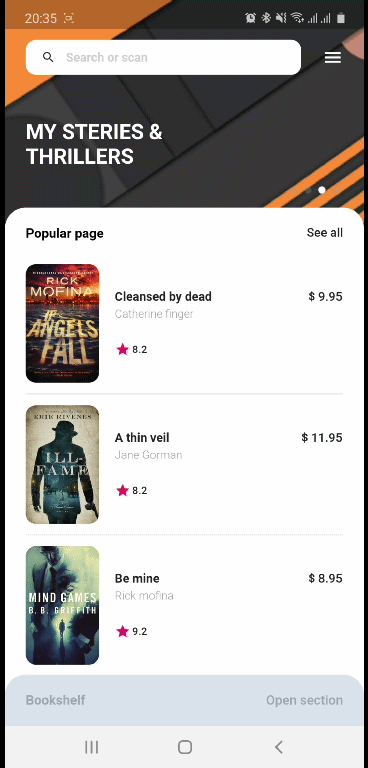 20:35
Search or scan
MY STERIES &
THRILLERS
Popular page
See all
RICK
MOFINA
IF
ANGELS
FALL
Cleansed by dead
$ 9.95
Catherine finger
8.2
ERIK RIVENES
ILL-
FAME
A thin veil
$ 11.95
Jane Gorman
8.2
MIND GAMES
B. B. GRIFFITH
Be mine
$ 8.95
Rick mofina
9.2
Bookshelf
Open section